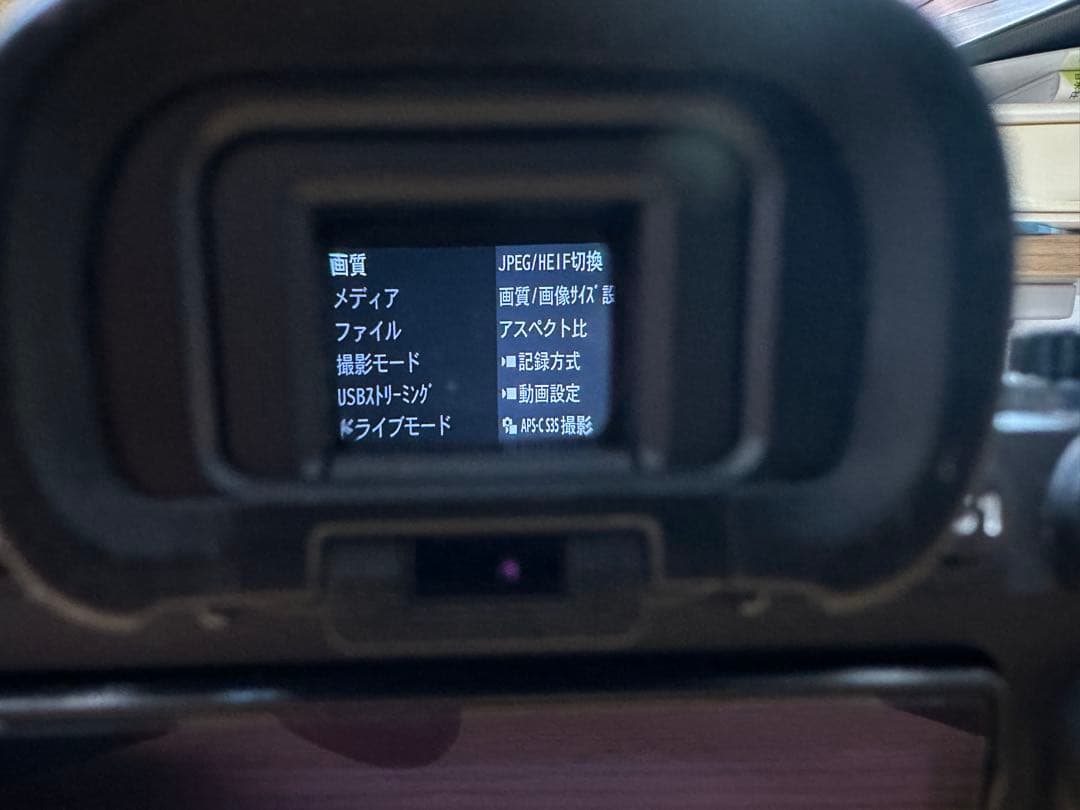 画質
メディア
ファイル
撮影モード
USBストリーミング
ドライブモード
JPEG/HEIF切換
画質/画像サイズ設
アスペクト比
記録方式
動画設定
APS-C S35 撮影